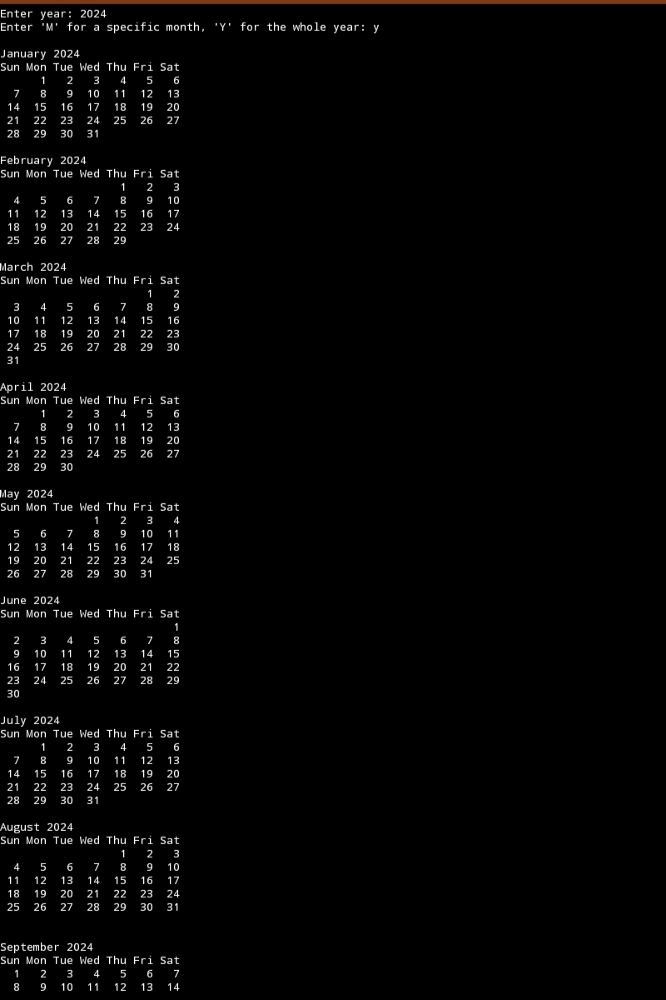 Enter year: 2024
Enter 'M' for a specific month, 'Y' for the whole year: y

January 2024
Sun Mon Tue Wed Thu Fri Sat
      1   2   3   4   5   6
  7   8   9  10  11  12  13
 14  15  16  17  18  19  20
 21  22  23  24  25  26  27
 28  29  30  31

February 2024
Sun Mon Tue Wed Thu Fri Sat
                  1   2   3
  4   5   6   7   8   9  10
 11  12  13  14  15  16  17
 18  19  20  21  22  23  24
 25  26  27  28  29

March 2024
Sun Mon Tue Wed Thu Fri Sat
                      1   2
  3   4   5   6   7   8   9
 10  11  12  13  14  15  16
 17  18  19  20  21  22  23
 24  25  26  27  28  29  30
 31

April 2024
Sun Mon Tue Wed Thu Fri Sat
      1   2   3   4   5   6
  7   8   9  10  11  12  13
 14  15  16  17  18  19  20
 21  22  23  24  25  26  27
 28  29  30

May 2024
Sun Mon Tue Wed Thu Fri Sat
              1   2   3   4
  5   6   7   8   9  10  11
 12  13  14  15  16  17  18
 19  20  21  22  23  24  25
 26  27  28  29  30  31

June 2024
Sun Mon Tue Wed Thu Fri Sat
                          1
  2   3   4   5   6   7   8
  9  10  11  12  13  14  15
 16  17  18  19  20  21  22
 23  24  25  26  27  28  29
 30

July 2024
Sun Mon Tue Wed Thu Fri Sat
      1   2   3   4   5   6
  7   8   9  10  11  12  13
 14  15  16  17  18  19  20
 21  22  23  24  25  26  27
 28  29  30  31

August 2024
Sun Mon Tue Wed Thu Fri Sat
                  1   2   3
  4   5   6   7   8   9  10
 11  12  13  14  15  16  17
 18  19  20  21  22  23  24
 25  26  27  28  29  30  31


September 2024
Sun Mon Tue Wed Thu Fri Sat
  1   2   3   4   5   6   7
  8   9  10  11  12  13  14